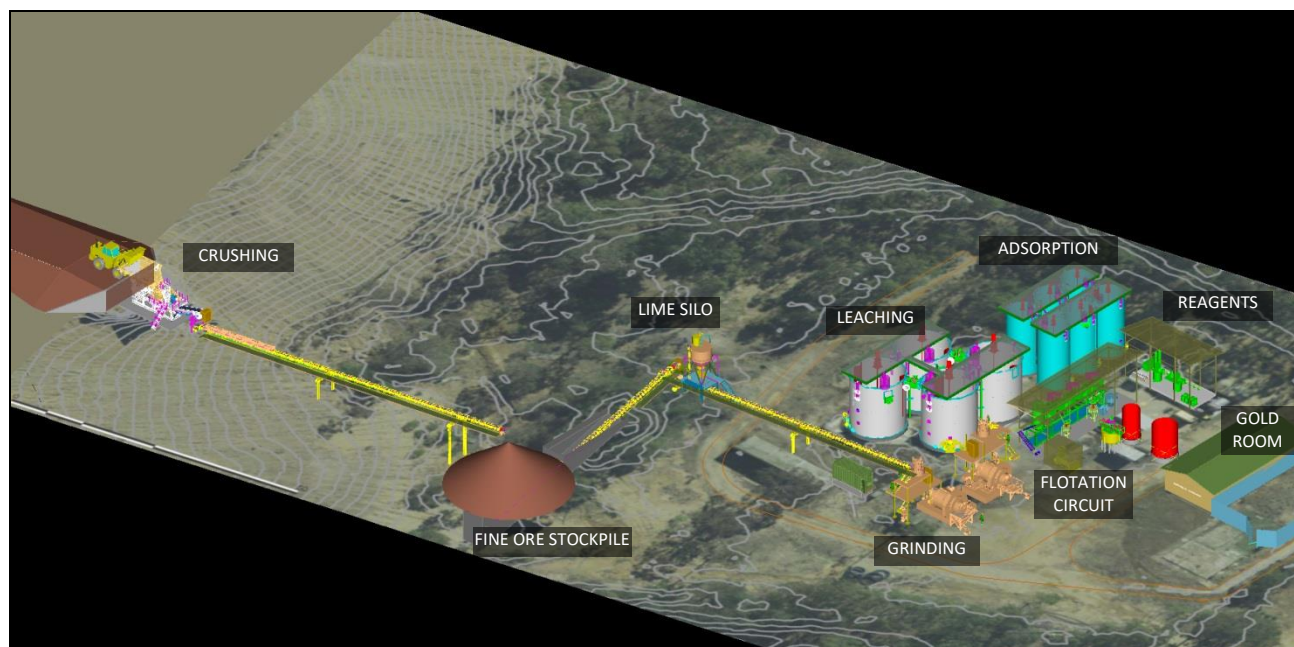 ADSORPTION
CRUSHING
REAGENTS
LIME SILO
LEACHING
GOLD
ROOM
FLOTATION
CIRCUIT
FINE ORE STOCKPILE
GRINDING